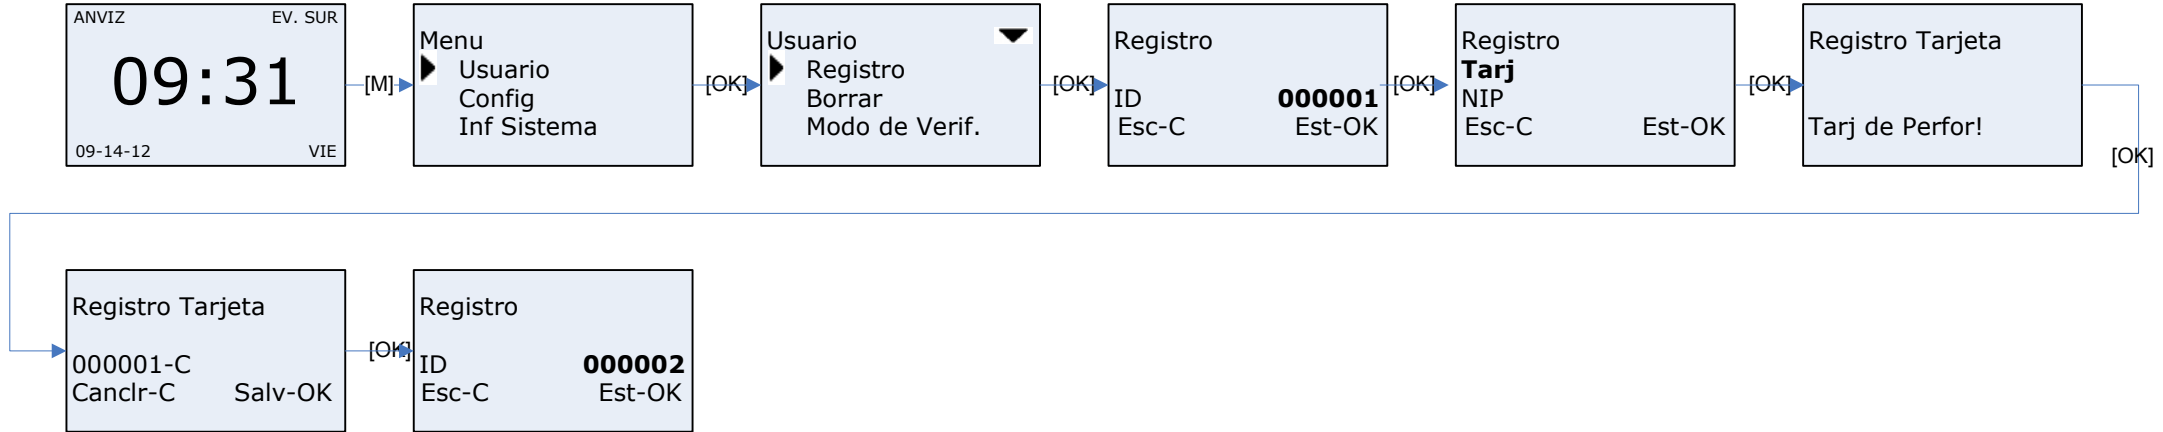 ANVIZ EV. SUR
09:31
09-14-12 VIE
[M]
Menu
Usuario
Config
Inf Sistema
[OK]
Usuario
Registro
Borrar
Modo de Verif.
[OK]
Registro
ID 000001
Esc-C Est-OK
[OK]
Registro
Tarj
NIP
Esc-C Est-OK
[OK]
Registro Tarjeta
Tarj de Perfor!
[OK]
Registro Tarjeta
000001-C
Canclr-C Salv-OK
[OK]
Registro
ID 000002
Esc-C Est-OK